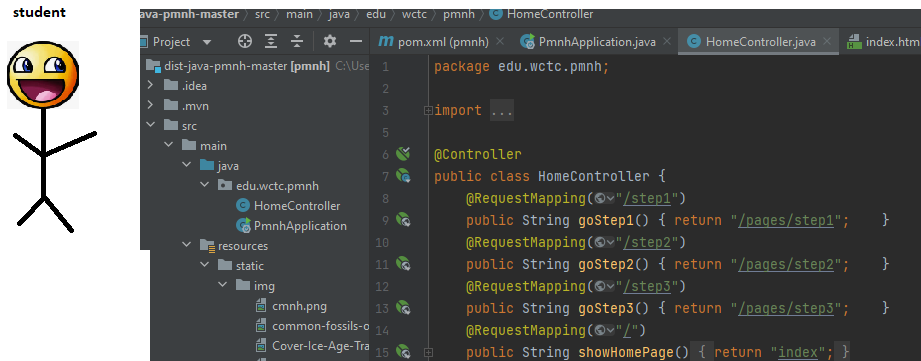 student
java-pmnh-master > src > main > java > edu > wctc > pmnh > HomeController
Project
pom.xml (pmnh) PmnhApplication.java HomeController.java index.htm
dist-java-pmnh-master [pmnh] C:\Use
.idea
.mvn
src
main
java
edu.wctc.pmnh
HomeController
PmnhApplication
resources
static
img
cmnh.png
common-fossils-o
Cover-Ice-Age-Tra
1 package edu.wctc.pmnh;
2
3 import ...
5
6 @Controller
7 public class HomeController {
8 @RequestMapping("/step1")
9 public String goStep1() { return "/pages/step1"; }
10 @RequestMapping("/step2")
11 public String goStep2() { return "/pages/step2"; }
12 @RequestMapping("/step3")
13 public String goStep3() { return "/pages/step3"; }
14 @RequestMapping("/")
15 public String showHomePage() { return "index"; }